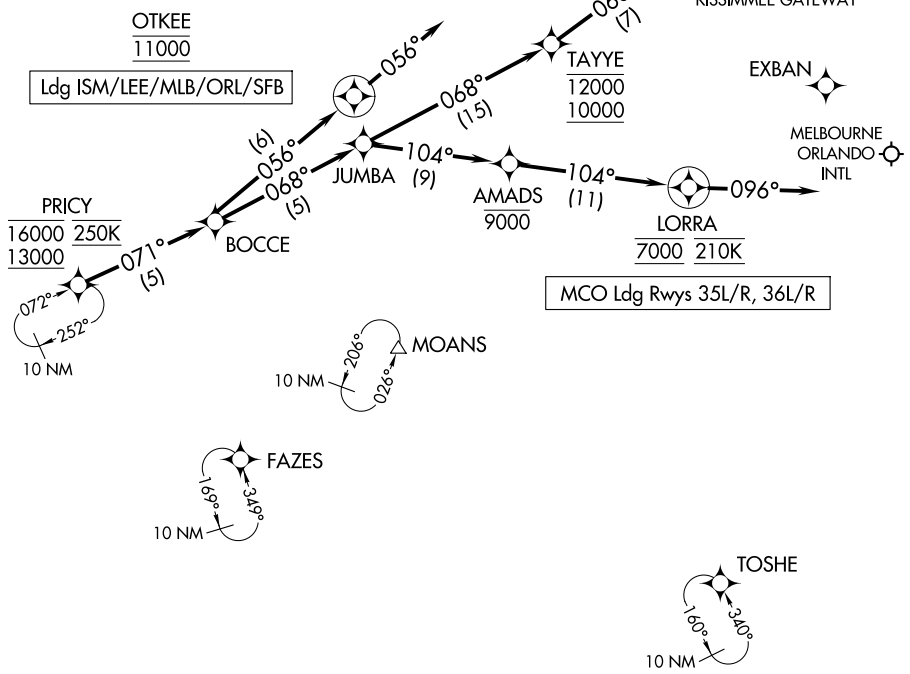 KISSIMMEE GATEWAY
OTKEE
11000
Ldg ISM/LEE/MLB/ORL/SFB
056°
(7)
TAYYE
12000
10000
EXBAN
MELBOURNE
ORLANDO
INTL
(6)
056°
068°
(15)
068°
(5)
JUMBA
104°
(9)
AMADS
9000
104°
(11)
096°
LORRA
7000 210K
MCO Ldg Rwys 35L/R, 36L/R
PRICY
16000 250K
13000
071°
(5)
BOCCE
072°
252°
10 NM
MOANS
206°
026°
10 NM
FAZES
169°
349°
10 NM
TOSHE
160°
340°
10 NM